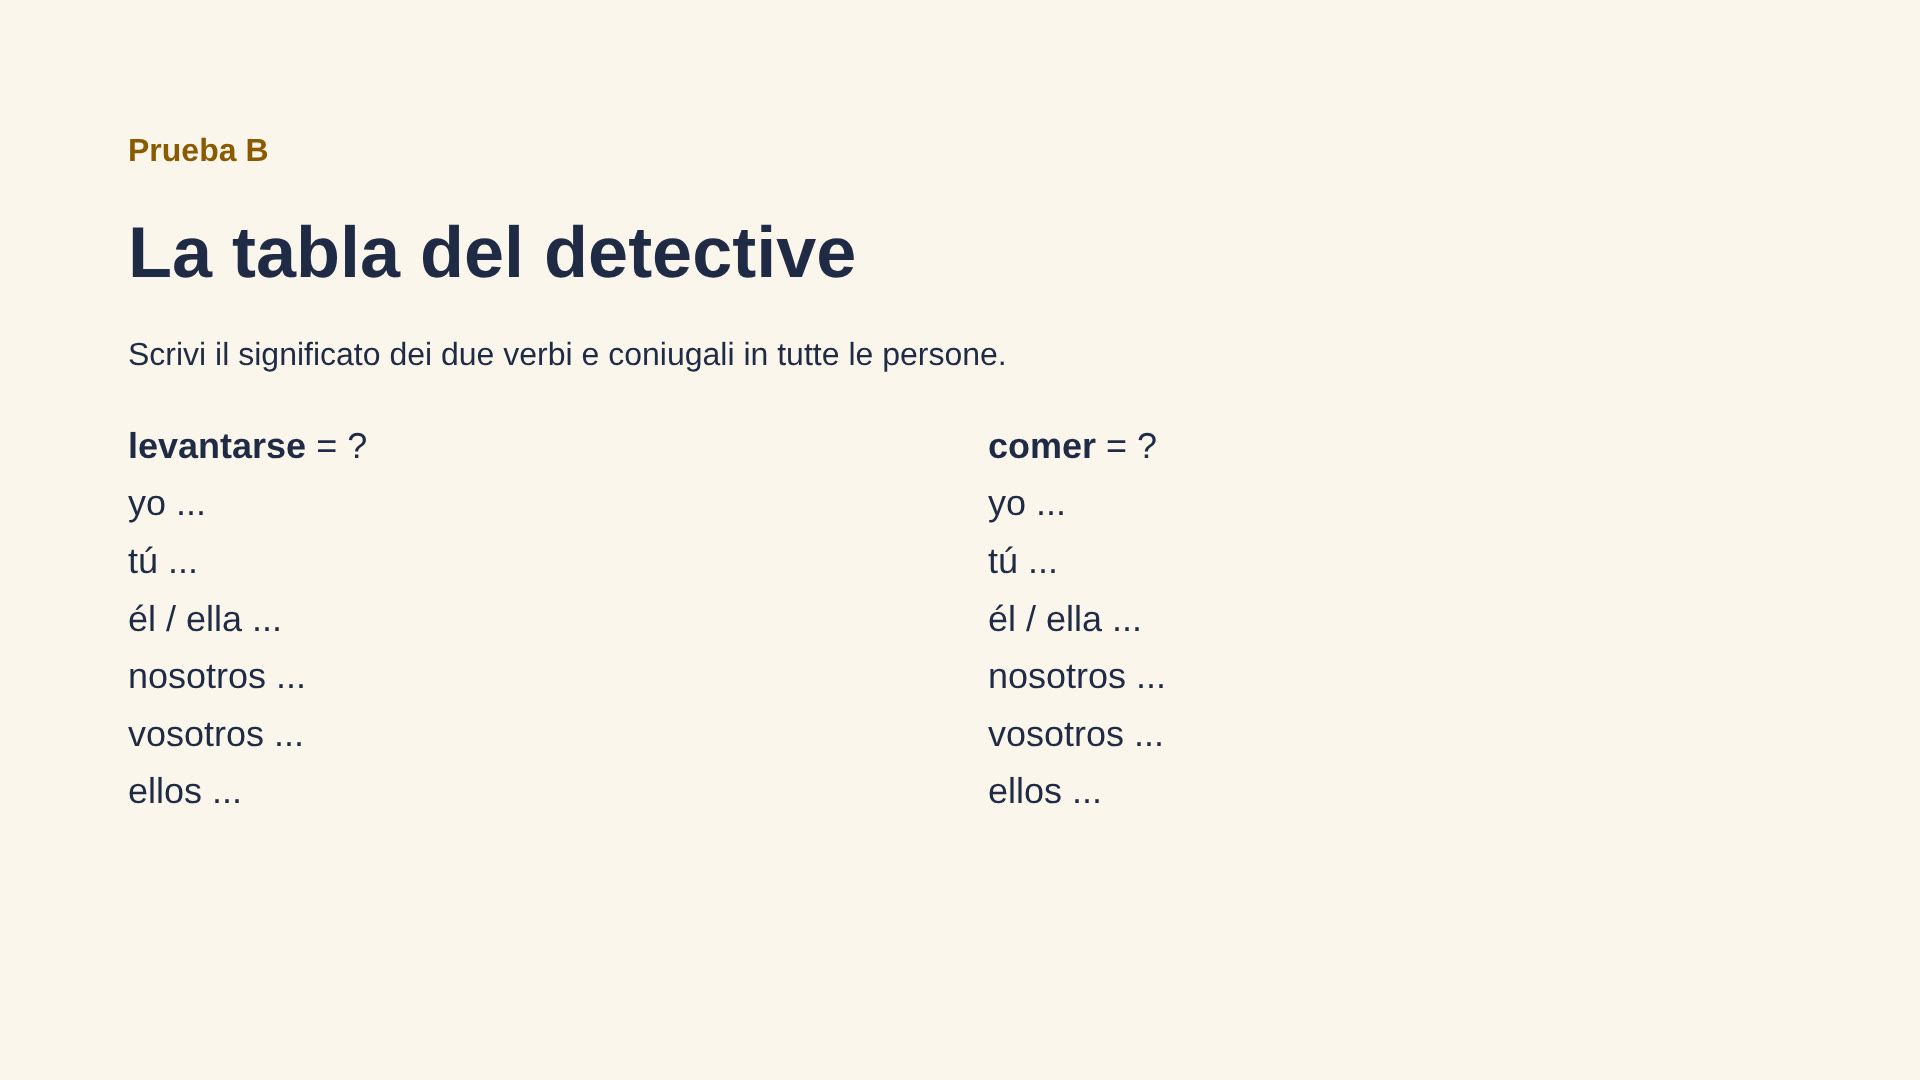 Prueba B
La tabla del detective
Scrivi il significato dei due verbi e coniugali in tutte le persone.
levantarse = ?
yo ...
tú ...
él / ella ...
nosotros ...
vosotros ...
ellos ...
comer = ?
yo ...
tú ...
él / ella ...
nosotros ...
vosotros ...
ellos ...